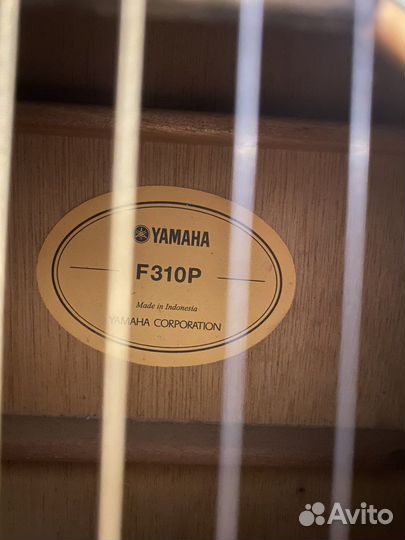 YAMAHA
F310P
Made in Indonesia
YAMAHA CORPORATION
Avito